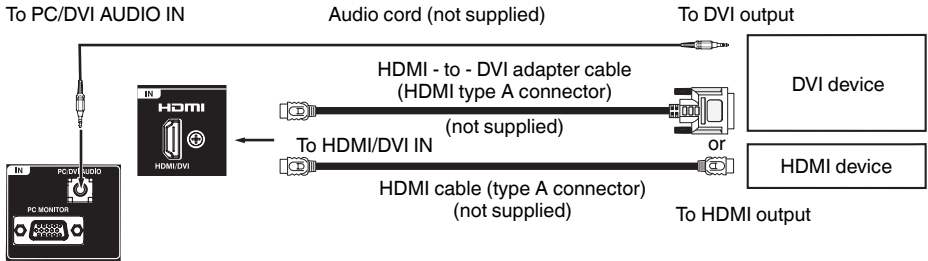 To PC/DVI AUDIO IN
Audio cord (not supplied)
To DVI output
HDMI - to - DVI adapter cable
(HDMI type A connector)
(not supplied)
DVI device
IN
HDMI
HDMI/DVI
To HDMI/DVI IN
or
HDMI device
HDMI cable (type A connector)
(not supplied)
To HDMI output
IN
PC/DVI AUDIO
PC MONITOR